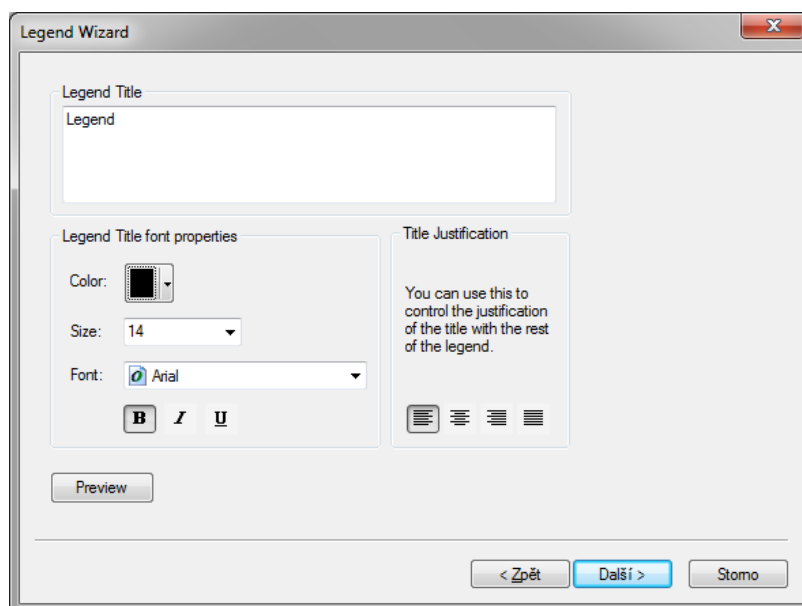 Legend Wizard
Legend Title
Legend
Legend Title font properties
Color:
Size:
14
Font:
Arial
B I U
Title Justification
You can use this to
control the justification
of the title with the rest
of the legend.
Preview
< Zpět
Další >
Storno